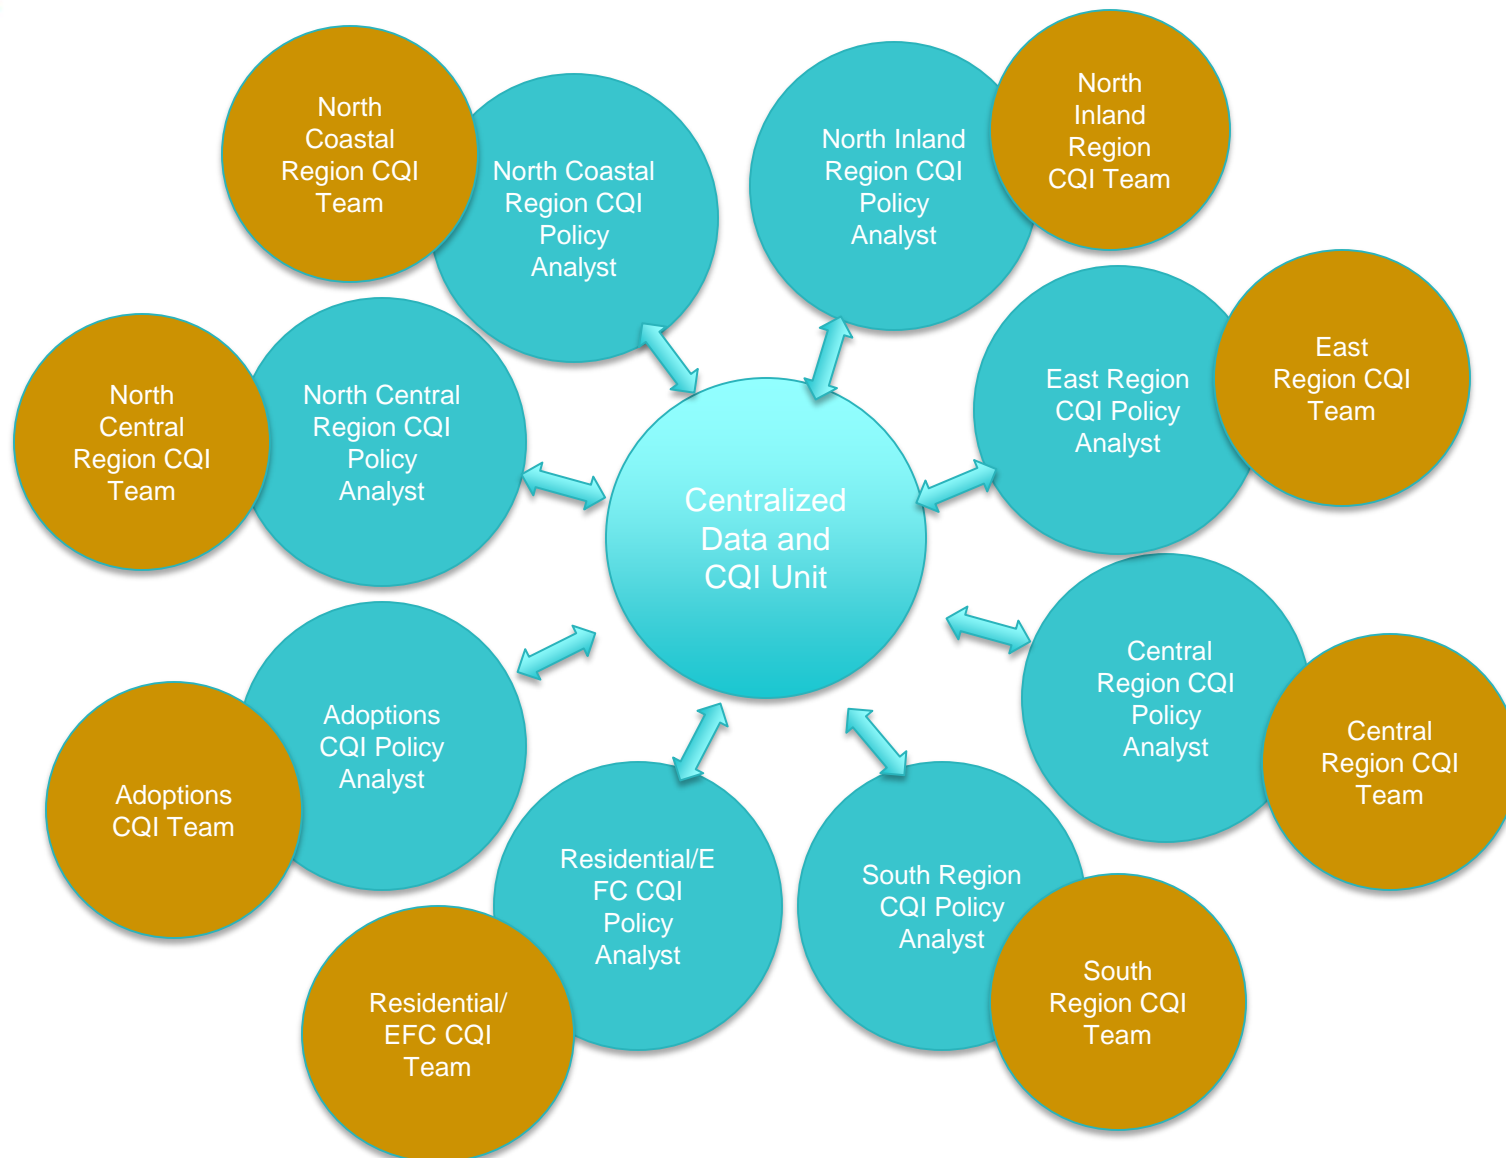 North
Coastal
Region CQI
Team
North Coastal
Region CQI
Policy
Analyst
North Inland
Region CQI
Policy
Analyst
North
Inland
Region
CQI Team
North
Central
Region CQI
Team
North Central
Region CQI
Policy
Analyst
East Region
CQI Policy
Analyst
East
Region CQI
Team
Centralized
Data and
CQI Unit
Adoptions
CQI Team
Adoptions
CQI Policy
Analyst
Central
Region CQI
Policy
Analyst
Central
Region CQI
Team
Residential/
EFC CQI
Team
Residential/E
FC CQI
Policy
Analyst
South Region
CQI Policy
Analyst
South
Region CQI
Team